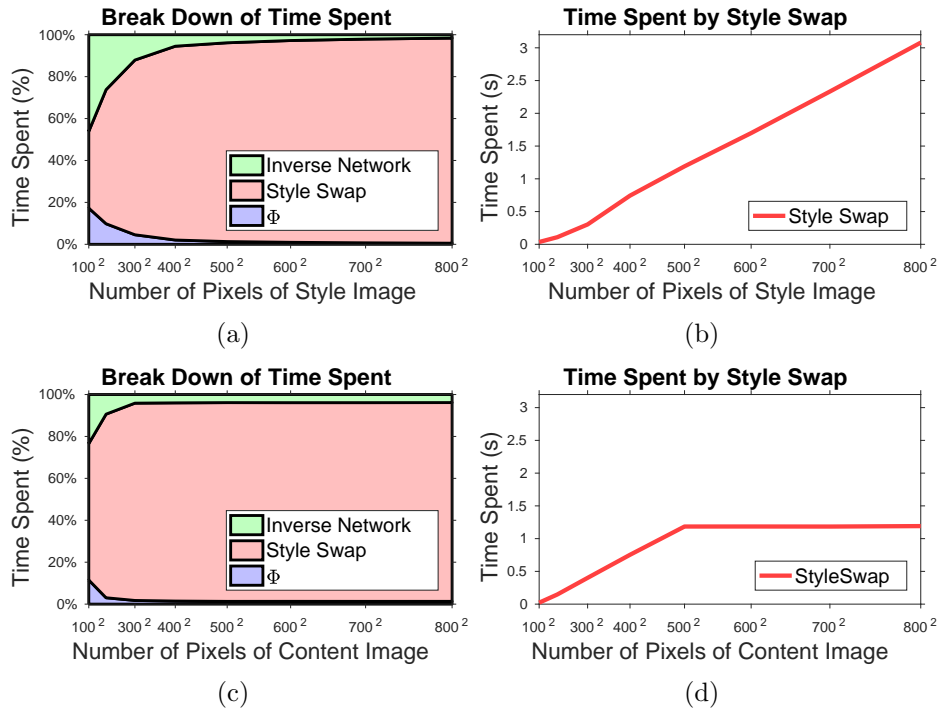 Break Down of Time Spent
100%
80%
60%
40%
20%
0%
Time Spent (%)
Inverse Network
Style Swap
Φ
100² 300² 400² 500² 600² 700² 800²
Number of Pixels of Style Image
(a)
Time Spent by Style Swap
3
2.5
2
1.5
1
0.5
0
Time Spent (s)
Style Swap
100² 300² 400² 500² 600² 700² 800²
Number of Pixels of Style Image
(b)
Break Down of Time Spent
100%
80%
60%
40%
20%
0%
Time Spent (%)
Inverse Network
Style Swap
Φ
100² 300² 400² 500² 600² 700² 800²
Number of Pixels of Content Image
(c)
Time Spent by Style Swap
3
2.5
2
1.5
1
0.5
0
Time Spent (s)
StyleSwap
100² 300² 400² 500² 600² 700² 800²
Number of Pixels of Content Image
(d)